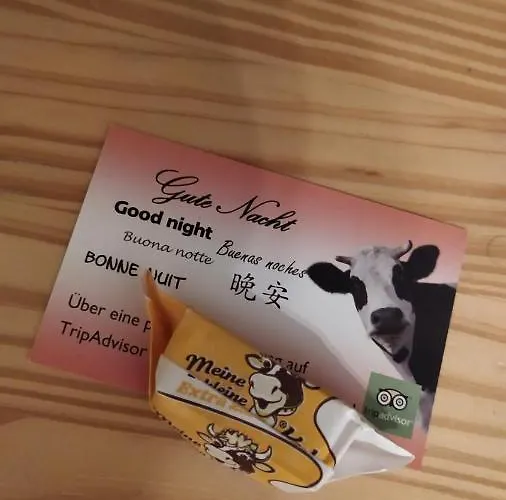 Gute Nacht
Good night
Buona notte
Buenas noches
BONNE NUIT
晚安
Über eine
auf
TripAdvisor
tripadvisor
Meine
kleine
Extra